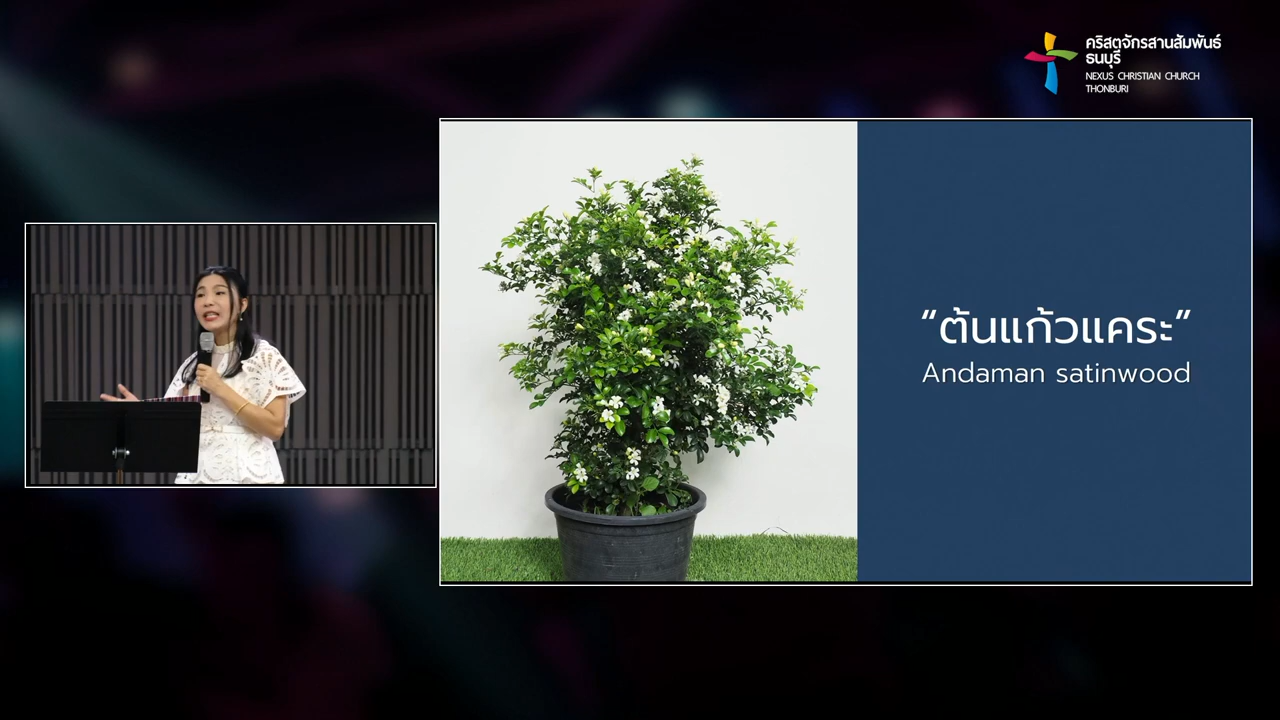 คริสตจักรสานสัมพันธ์
ธนบุรี
NEXUS CHRISTIAN CHURCH
THONBURI
“ต้นแก้วแคระ”
Andaman satinwood